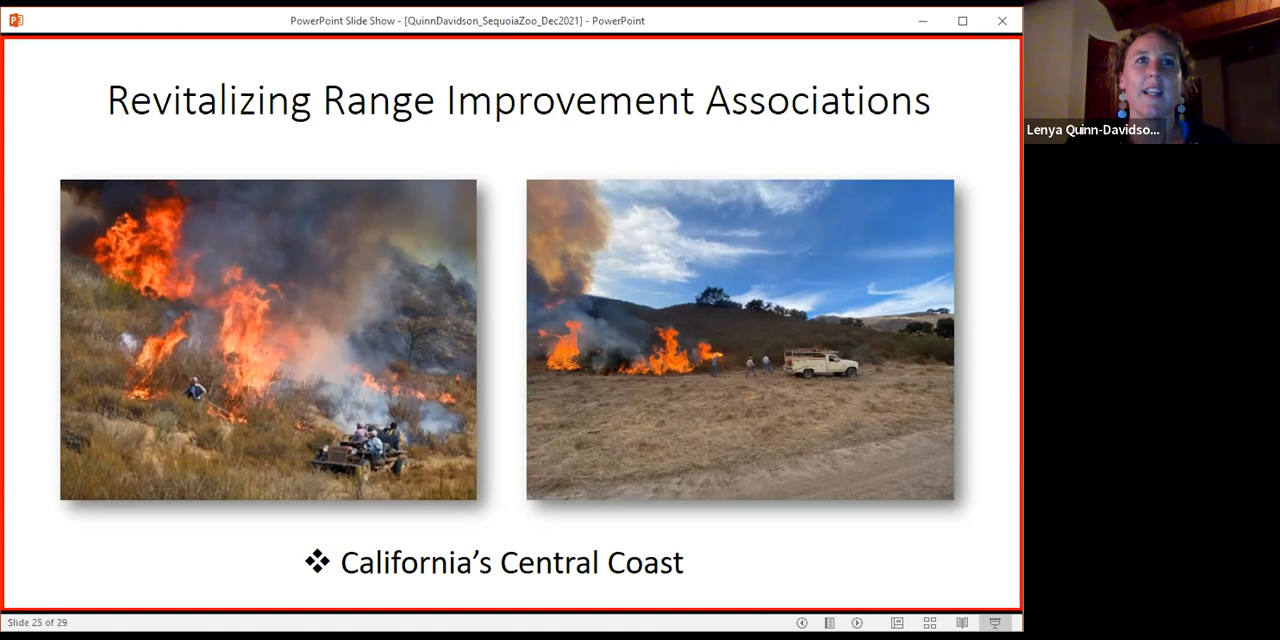 PowerPoint Slide Show - [QuinnDavidson_SequoiaZoo_Dec2021] - PowerPoint
Revitalizing Range Improvement Associations
Lenya Quinn-Davidso...
❖ California's Central Coast
Slide 25 of 29